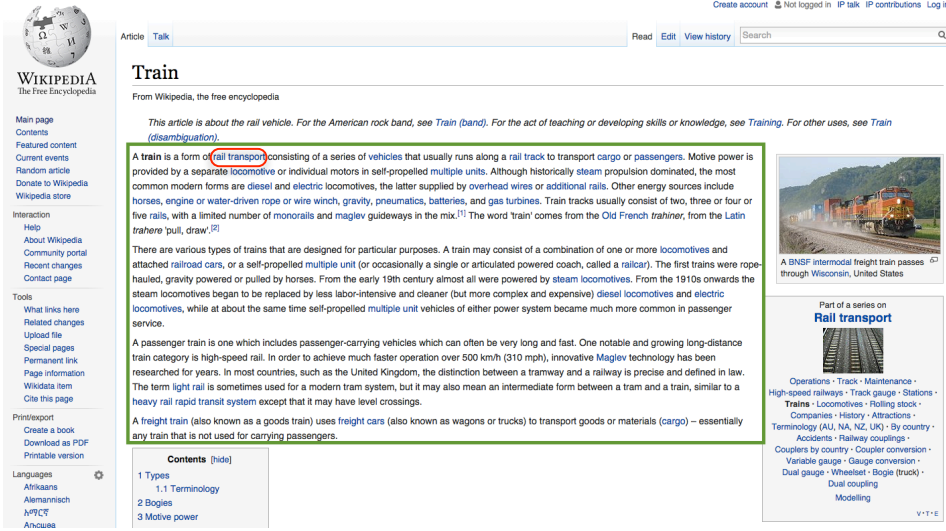 Create account Not logged in IP talk IP contributions Log in
Article Talk Read Edit View history Search
WIKIPEDIA
The Free Encyclopedia
Main page
Contents
Featured content
Current events
Random article
Donate to Wikipedia
Wikipedia store
Interaction
Help
About Wikipedia
Community portal
Recent changes
Contact page
Tools
What links here
Related changes
Upload file
Special pages
Permanent link
Page information
Wikidata item
Cite this page
Print/export
Create a book
Download as PDF
Printable version
Languages
Afrikaans
Alemannisch
አማርኛ
Ænglisc
Train
From Wikipedia, the free encyclopedia
This article is about the rail vehicle. For the American rock band, see Train (band). For the act of teaching or developing skills or knowledge, see Training. For other uses, see Train
(disambiguation).
A train is a form of rail transport consisting of a series of vehicles that usually runs along a rail track to transport cargo or passengers. Motive power is
provided by a separate locomotive or individual motors in self-propelled multiple units. Although historically steam propulsion dominated, the most
common modern forms are diesel and electric locomotives, the latter supplied by overhead wires or additional rails. Other energy sources include
horses, engine or water-driven rope or wire winch, gravity, pneumatics, batteries, and gas turbines. Train tracks usually consist of two, three or four or
five rails, with a limited number of monorails and maglev guideways in the mix.[1] The word 'train' comes from the Old French trahiner, from the Latin
trahere 'pull, draw'.[2]
There are various types of trains that are designed for particular purposes. A train may consist of a combination of one or more locomotives and
attached railroad cars, or a self-propelled multiple unit (or occasionally a single or articulated powered coach, called a railcar). The first trains were rope-
hauled, gravity powered or pulled by horses. From the early 19th century almost all were powered by steam locomotives. From the 1910s onwards the
steam locomotives began to be replaced by less labor-intensive and cleaner (but more complex and expensive) diesel locomotives and electric
locomotives, while at about the same time self-propelled multiple unit vehicles of either power system became much more common in passenger
service.
A passenger train is one which includes passenger-carrying vehicles which can often be very long and fast. One notable and growing long-distance
train category is high-speed rail. In order to achieve much faster operation over 500 km/h (310 mph), innovative Maglev technology has been
researched for years. In most countries, such as the United Kingdom, the distinction between a tramway and a railway is precise and defined in law.
The term light rail is sometimes used for a modern tram system, but it may also mean an intermediate form between a tram and a train, similar to a
heavy rail rapid transit system except that it may have level crossings.
A freight train (also known as a goods train) uses freight cars (also known as wagons or trucks) to transport goods or materials (cargo) – essentially
any train that is not used for carrying passengers.
Contents [hide]
1 Types
1.1 Terminology
2 Bogies
3 Motive power
A BNSF intermodal freight train passes
through Wisconsin, United States
Part of a series on
Rail transport
Operations · Track · Maintenance ·
High-speed railways · Track gauge · Stations ·
Trains · Locomotives · Rolling stock ·
Companies · History · Attractions ·
Terminology (AU, NA, NZ, UK) · By country ·
Accidents · Railway couplings ·
Couplers by country · Coupler conversion ·
Variable gauge · Gauge conversion ·
Dual gauge · Wheelset · Bogie (truck) ·
Dual coupling
Modelling
V·T·E